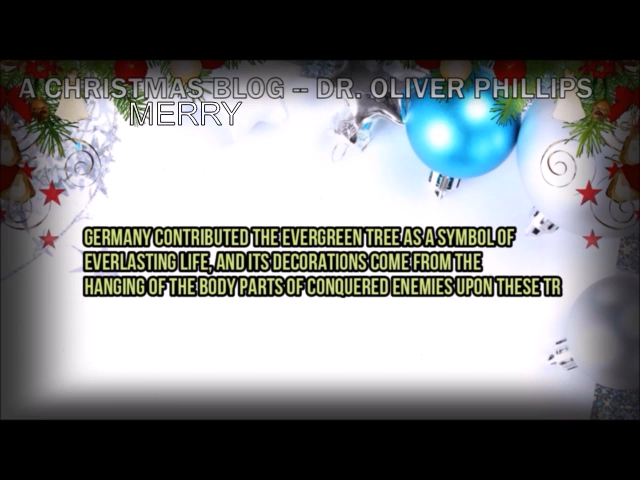 A CHRISTMAS BLOG -- DR. OLIVER PHILLIPS
MERRY
GERMANY CONTRIBUTED THE EVERGREEN TREE AS A SYMBOL OF
EVERLASTING LIFE, AND ITS DECORATIONS COME FROM THE
HANGING OF THE BODY PARTS OF CONQUERED ENEMIES UPON THESE TR